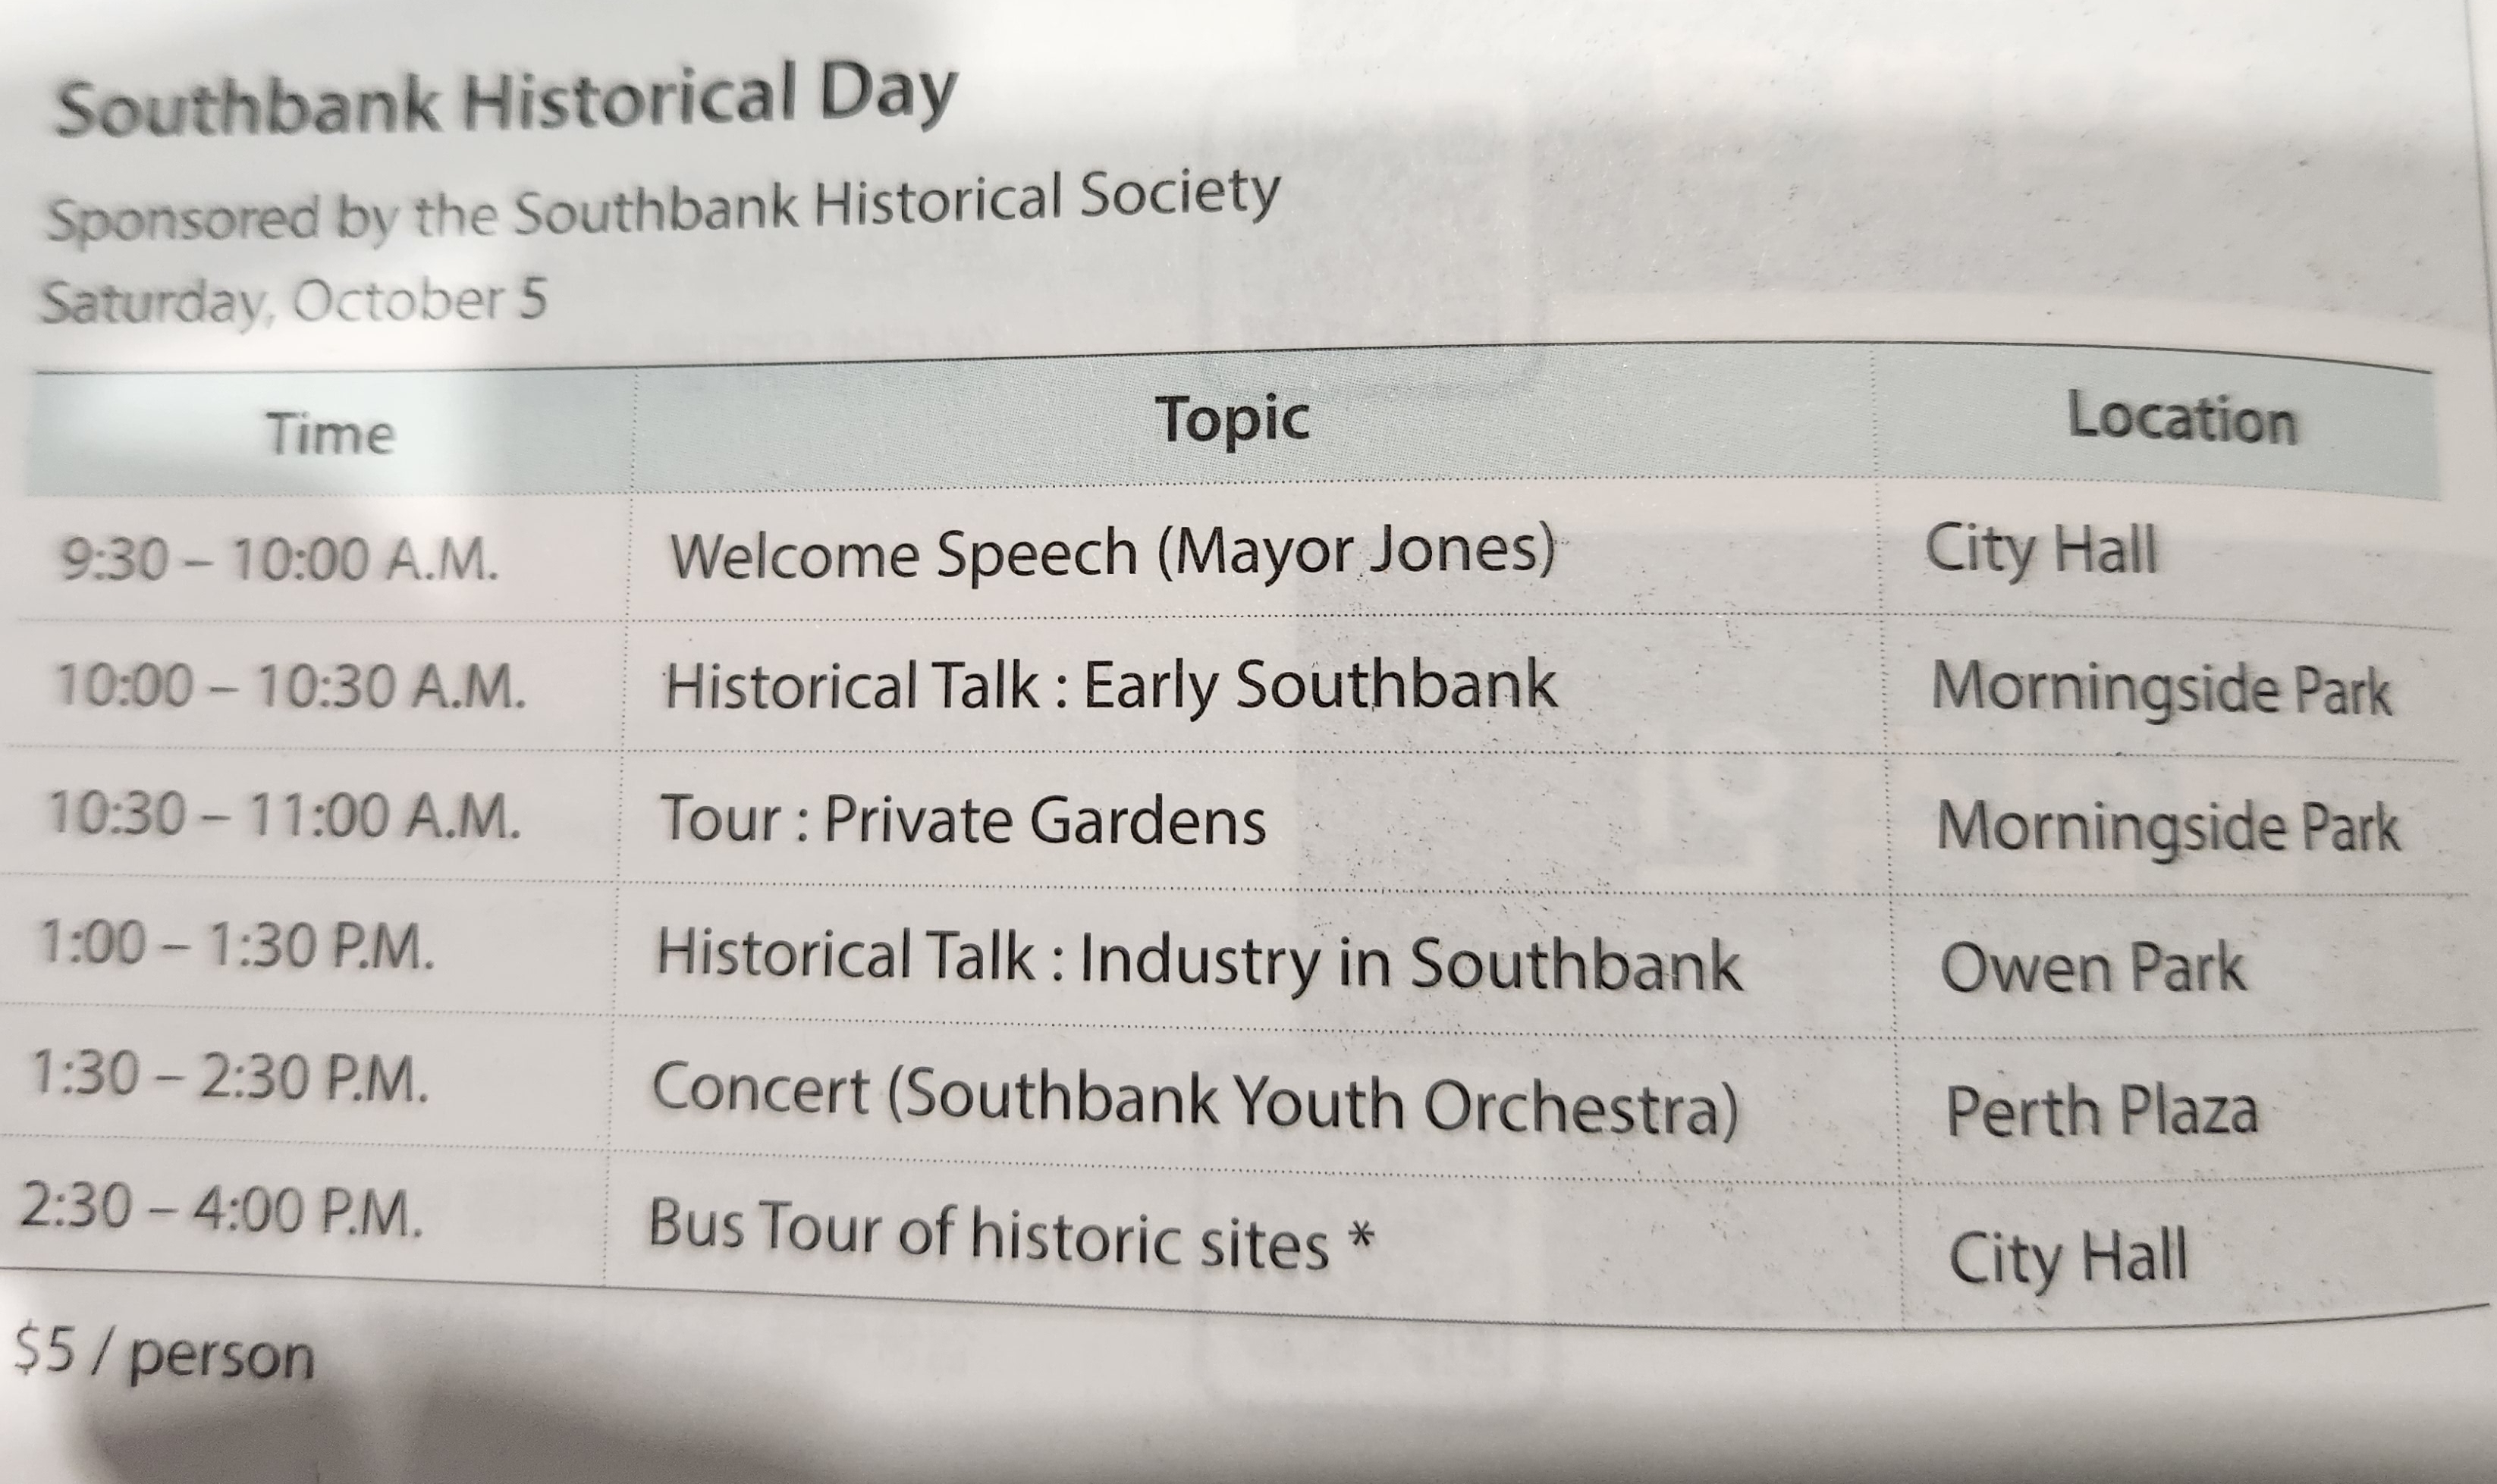 Southbank Historical Day
Sponsored by the Southbank Historical Society
Saturday, October 5
Time Topic Location
9:30 – 10:00 A.M. Welcome Speech (Mayor Jones) City Hall
10:00 – 10:30 A.M. Historical Talk : Early Southbank Morningside Park
10:30 – 11:00 A.M. Tour : Private Gardens Morningside Park
1:00 – 1:30 P.M. Historical Talk : Industry in Southbank Owen Park
1:30 – 2:30 P.M. Concert (Southbank Youth Orchestra) Perth Plaza
2:30 – 4:00 P.M. Bus Tour of historic sites * City Hall
$5 / person